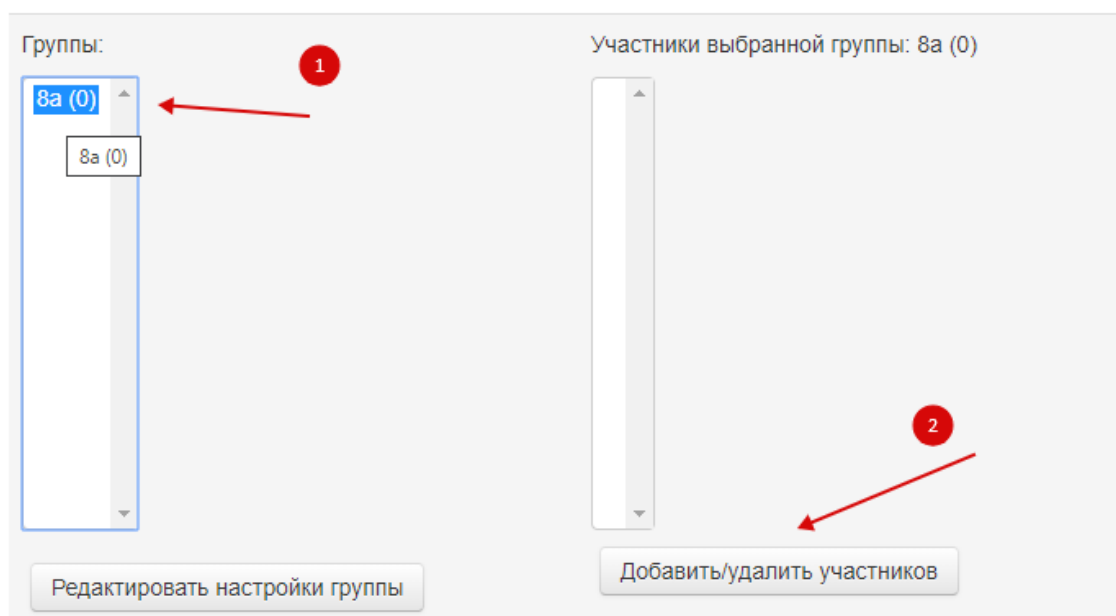 Группы:
1
8а (0)
8а (0)
Редактировать настройки группы
Участники выбранной группы: 8а (0)
2
Добавить/удалить участников